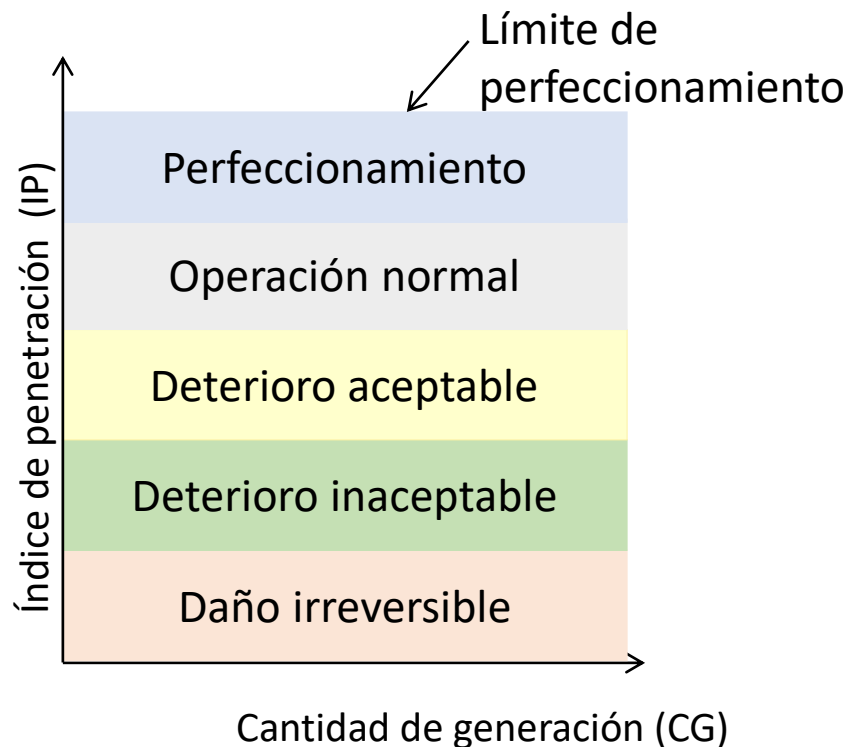 Límite de
perfeccionamiento
Índice de penetración (IP)
Perfeccionamiento
Operación normal
Deterioro aceptable
Deterioro inaceptable
Daño irreversible
Cantidad de generación (CG)